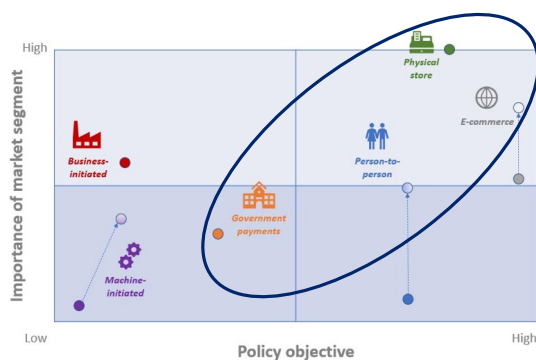 High
Importance of market segment
Physical
store
E-commerce
Business-
initiated
Person-to-
person
Government
payments
Machine-
initiated
Low
High
Policy objective